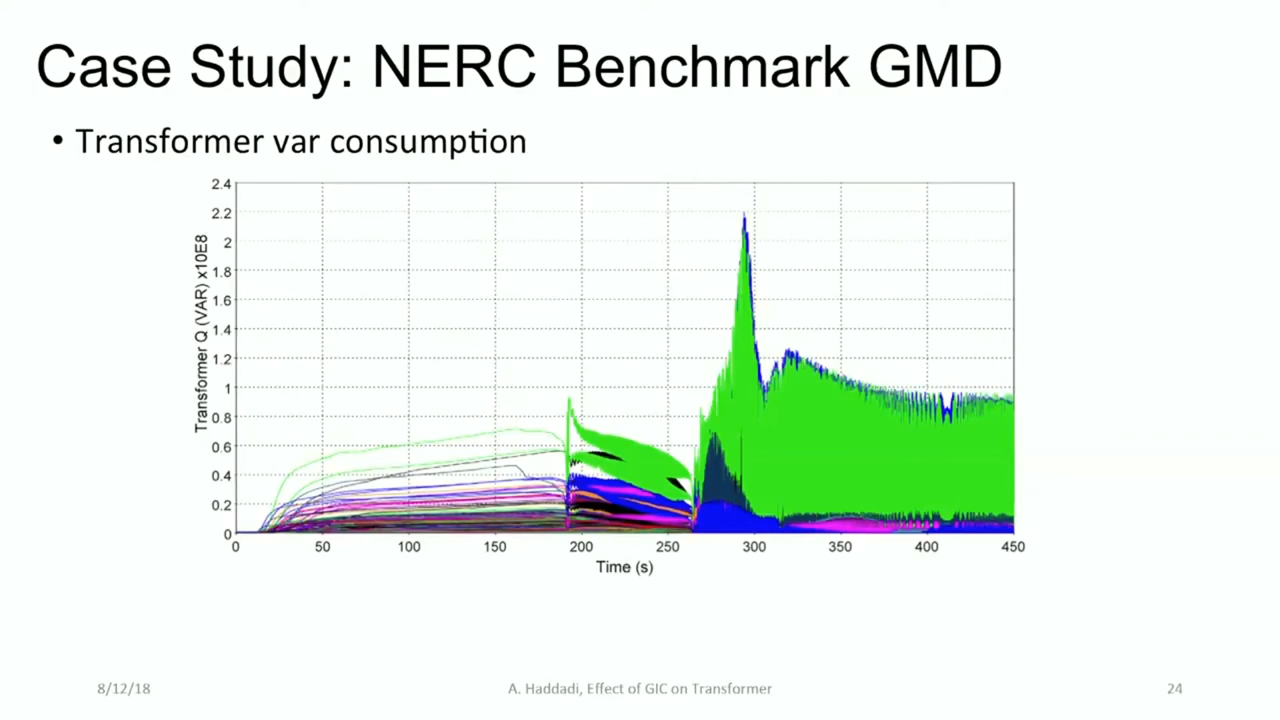 Case Study: NERC Benchmark GMD
• Transformer var consumption
Transformer Q (VAR) x10E8
2.4
2.2
2
1.8
1.6
1.4
1.2
1
0.8
0.6
0.4
0.2
0
0 50 100 150 200 250 300 350 400 450
Time (s)
8/12/18 A. Haddadi, Effect of GIC on Transformer 24